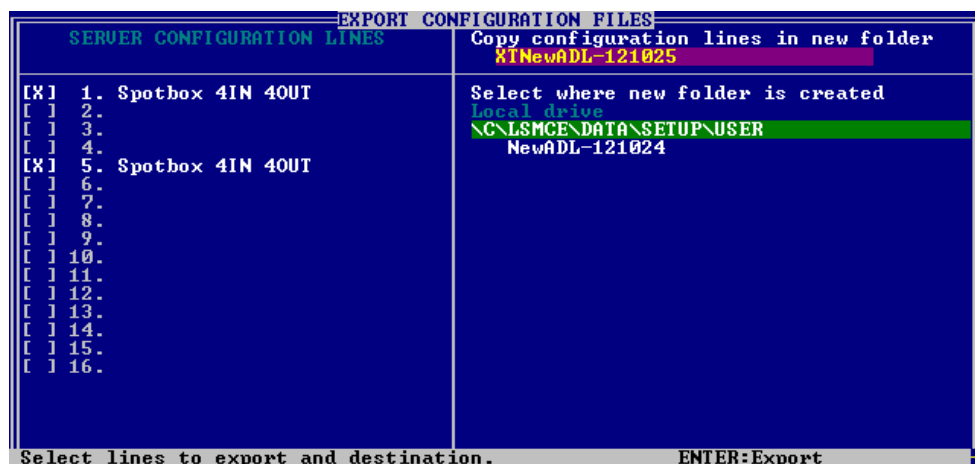 EXPORT CONFIGURATION FILES
SERVER CONFIGURATION LINES
[X] 1. Spotbox 4IN 4OUT
[ ] 2.
[ ] 3.
[ ] 4.
[X] 5. Spotbox 4IN 4OUT
[ ] 6.
[ ] 7.
[ ] 8.
[ ] 9.
[ ] 10.
[ ] 11.
[ ] 12.
[ ] 13.
[ ] 14.
[ ] 15.
[ ] 16.
Copy configuration lines in new folder
XTNewADL-121025
Select where new folder is created
Local drive
\C\LSMCE\DATA\SETUP\USER
NewADL-121024
Select lines to export and destination. ENTER:Export